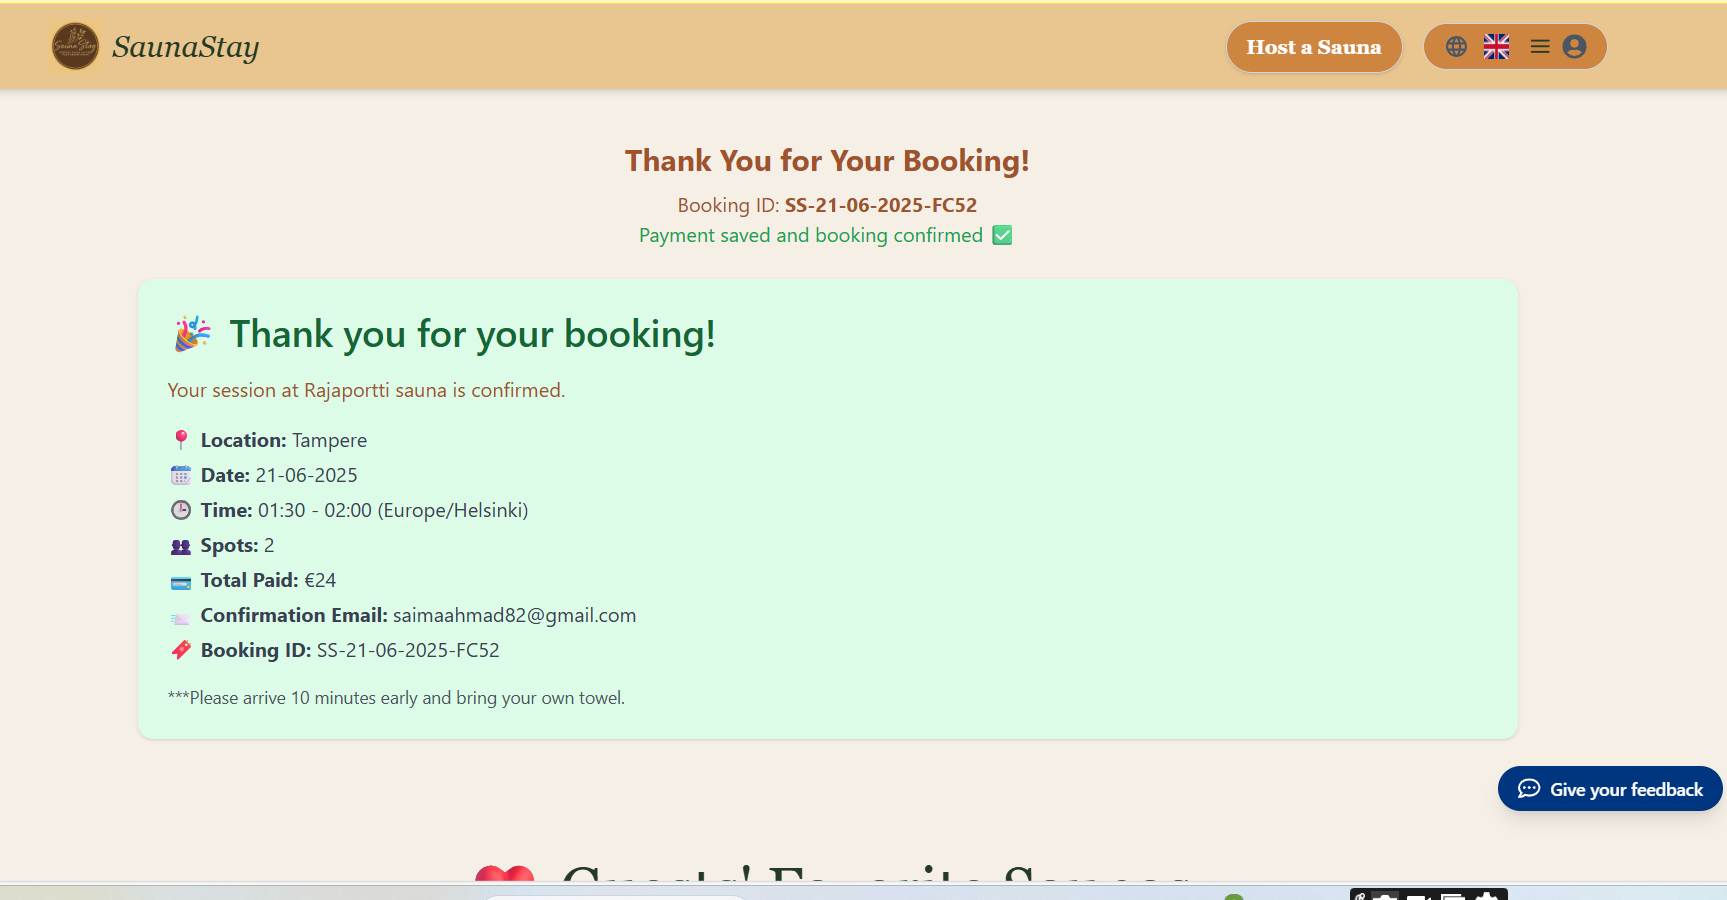 SaunaStay
Host a Sauna
Thank You for Your Booking!
Booking ID: SS-21-06-2025-FC52
Payment saved and booking confirmed ✅
🎉 Thank you for your booking!
Your session at Rajaportti sauna is confirmed.
Location: Tampere
Date: 21-06-2025
Time: 01:30 - 02:00 (Europe/Helsinki)
Spots: 2
Total Paid: €24
Confirmation Email: saimaahmad82@gmail.com
Booking ID: SS-21-06-2025-FC52
***Please arrive 10 minutes early and bring your own towel.
Give your feedback
Guests' Favorite Saunas